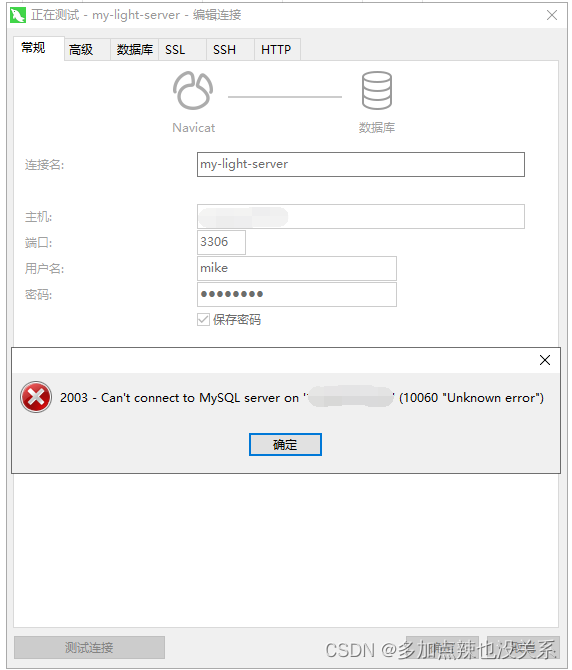 正在测试 - my-light-server - 编辑连接
常规 高级 数据库 SSL SSH HTTP
Navicat 数据库
连接名: my-light-server
主机:
端口: 3306
用户名: mike
密码: ●●●●●●●●
保存密码
2003 - Can't connect to MySQL server on ' ' (10060 "Unknown error")
确定
测试连接
CSDN @多加点辣也没关系